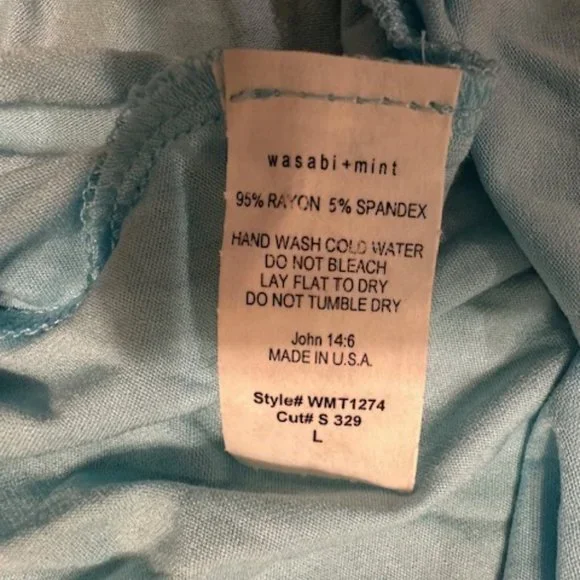 wasabi+mint
95% RAYON 5% SPANDEX
HAND WASH COLD WATER
DO NOT BLEACH
LAY FLAT TO DRY
DO NOT TUMBLE DRY
John 14:6
MADE IN U.S.A.
Style# WMT1274
Cut# S 329
L